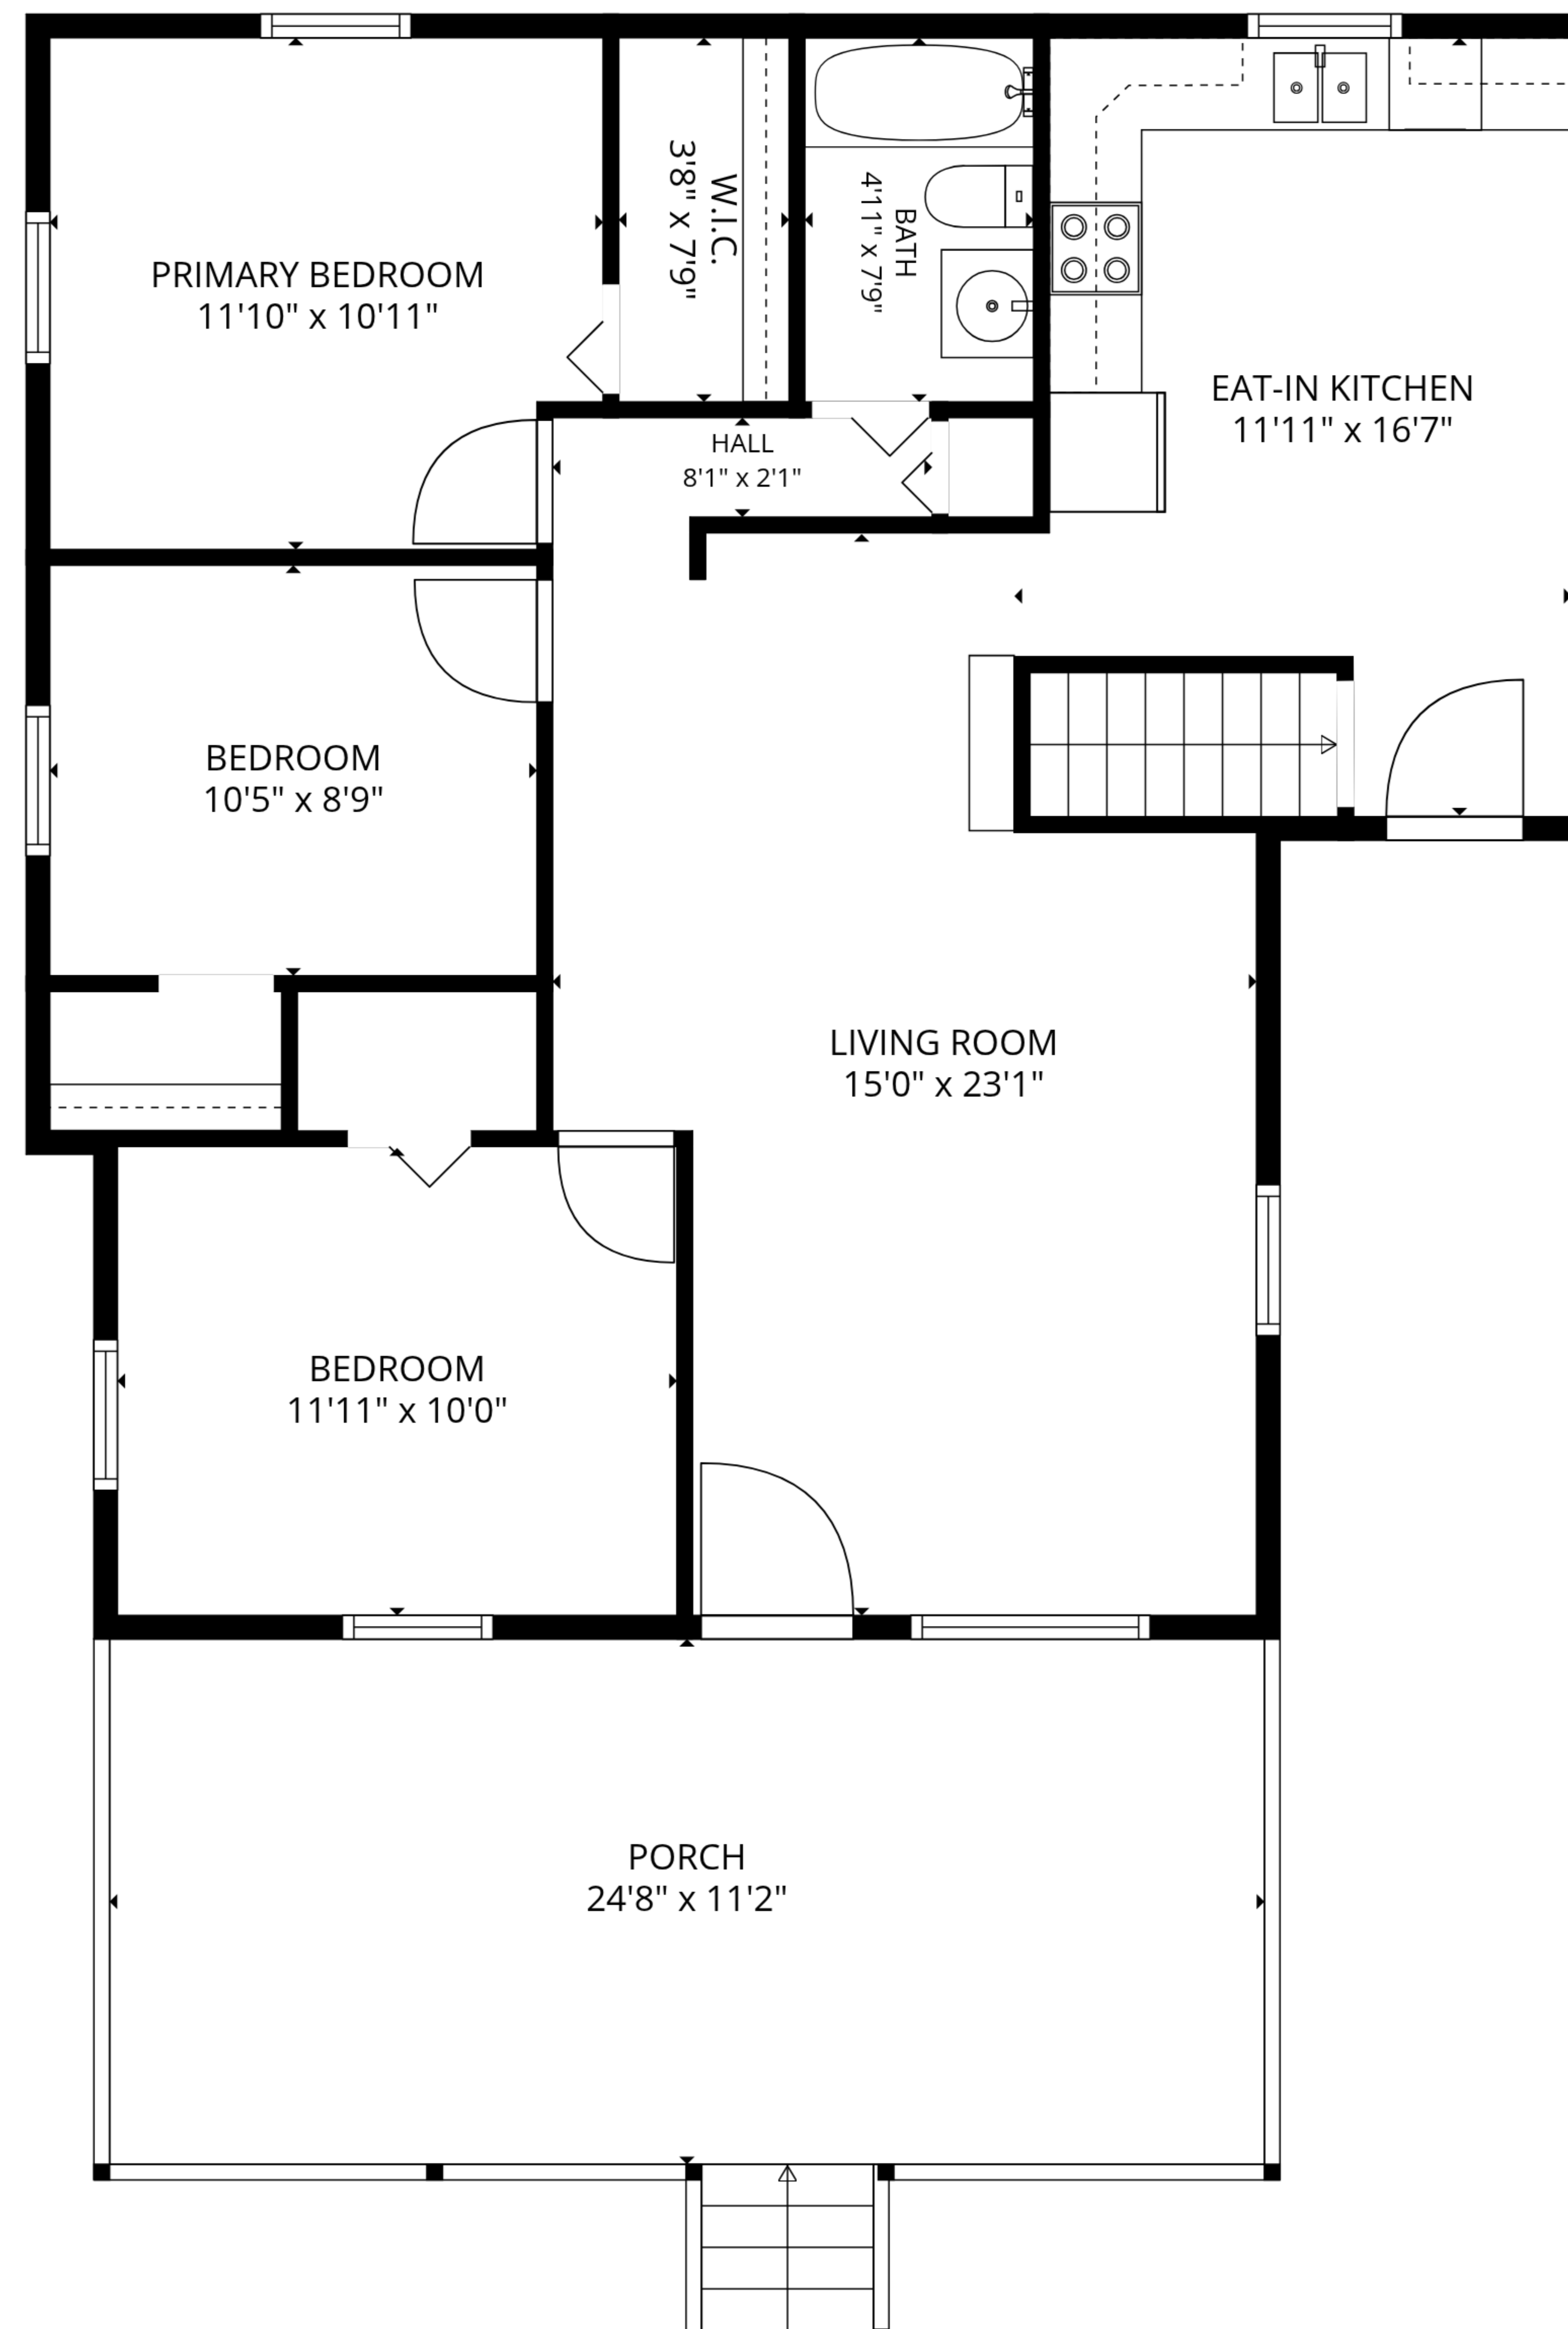 PRIMARY BEDROOM
11'10" x 10'11"
W.I.C.
3'8" x 7'9"
BATH
4'11" x 7'9"
EAT-IN KITCHEN
11'11" x 16'7"
HALL
8'1" x 2'1"
BEDROOM
10'5" x 8'9"
LIVING ROOM
15'0" x 23'1"
BEDROOM
11'11" x 10'0"
PORCH
24'8" x 11'2"